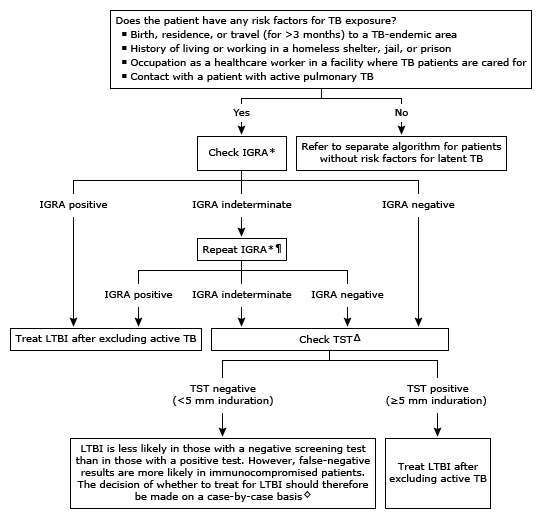 Does the patient have any risk factors for TB exposure?
▪ Birth, residence, or travel (for >3 months) to a TB-endemic area
▪ History of living or working in a homeless shelter, jail, or prison
▪ Occupation as a healthcare worker in a facility where TB patients are cared for
▪ Contact with a patient with active pulmonary TB
Yes
No
Check IGRA*
Refer to separate algorithm for patients
without risk factors for latent TB
IGRA positive
IGRA indeterminate
IGRA negative
Repeat IGRA*¶
IGRA positive
IGRA indeterminate
IGRA negative
Treat LTBI after excluding active TB
Check TSTΔ
TST negative
(<5 mm induration)
TST positive
(≥5 mm induration)
LTBI is less likely in those with a negative screening test
than in those with a positive test. However, false-negative
results are more likely in immunocompromised patients.
The decision of whether to treat for LTBI should therefore
be made on a case-by-case basis◇
Treat LTBI after
excluding active TB